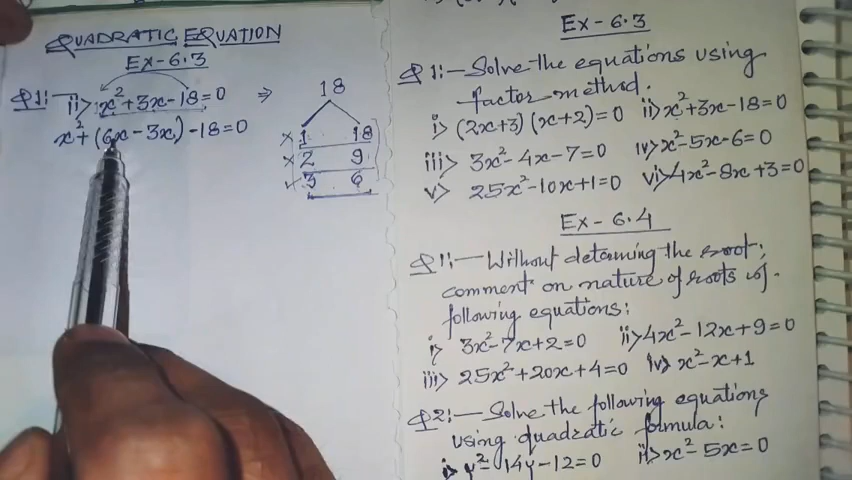 QUADRATIC EQUATION
EX-6.3
Q1:- ii> x²+3x-18=0 ⇒
x²+(6x-3x)-18=0
18
1 18
2 9
3 6
EX-6.3
Q1:- Solve the equations using
factor method.
i> (2x+3)(x+2)=0 ii> x²+3x-18=0
iii> 3x²-4x-7=0 iv> x²-5x-6=0
v> 25x²-10x+1=0 vi> 4x²-8x+3=0
EX-6.4
Q1:- Without detarming the root;
comment on nature of roots of
following equations:
i> 3x²-7x+2=0 ii> 4x²-12x+9=0
iii> 25x²+20x+4=0 iv> x²-x+1
Q2:- Solve the following equations
using quadratic formula:
i> y²-14y-12=0 ii> x²-5x=0